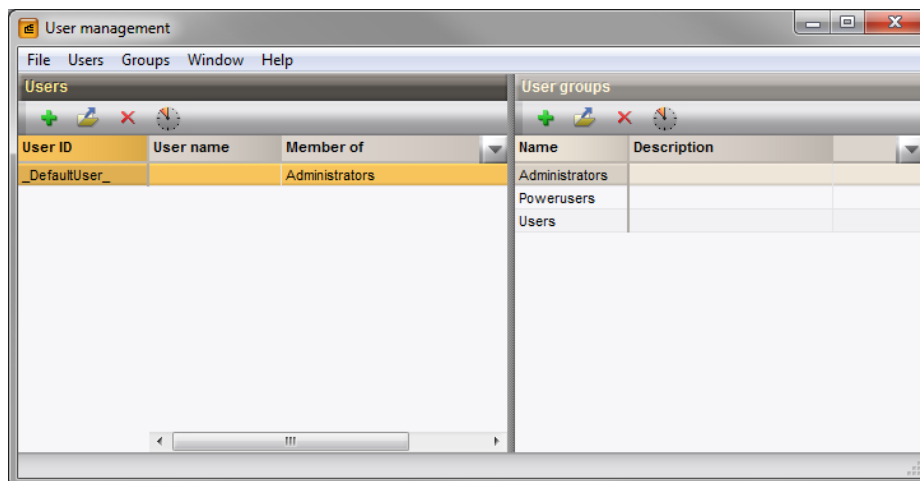 User management
File Users Groups Window Help
Users
User groups
User ID User name Member of
Name Description
_DefaultUser_ Administrators
Administrators
Powerusers
Users